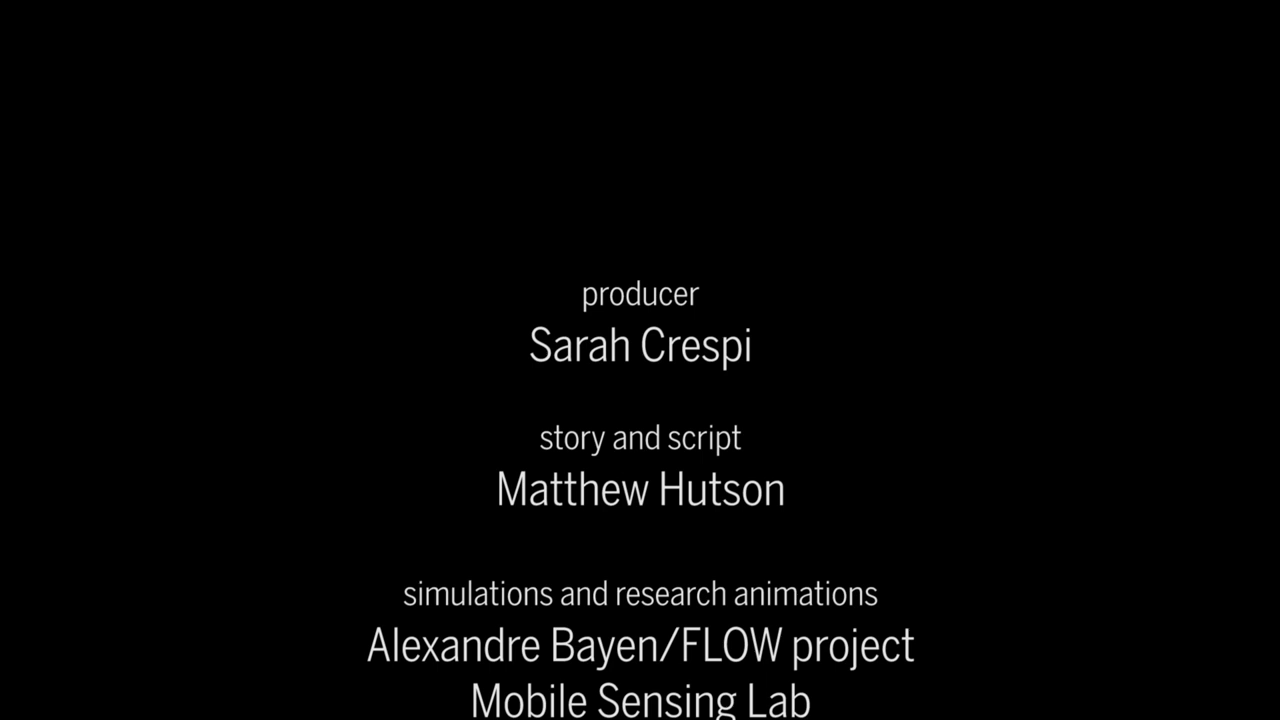 producer
Sarah Crespi
story and script
Matthew Hutson
simulations and research animations
Alexandre Bayen/FLOW project
Mobile Sensing Lab